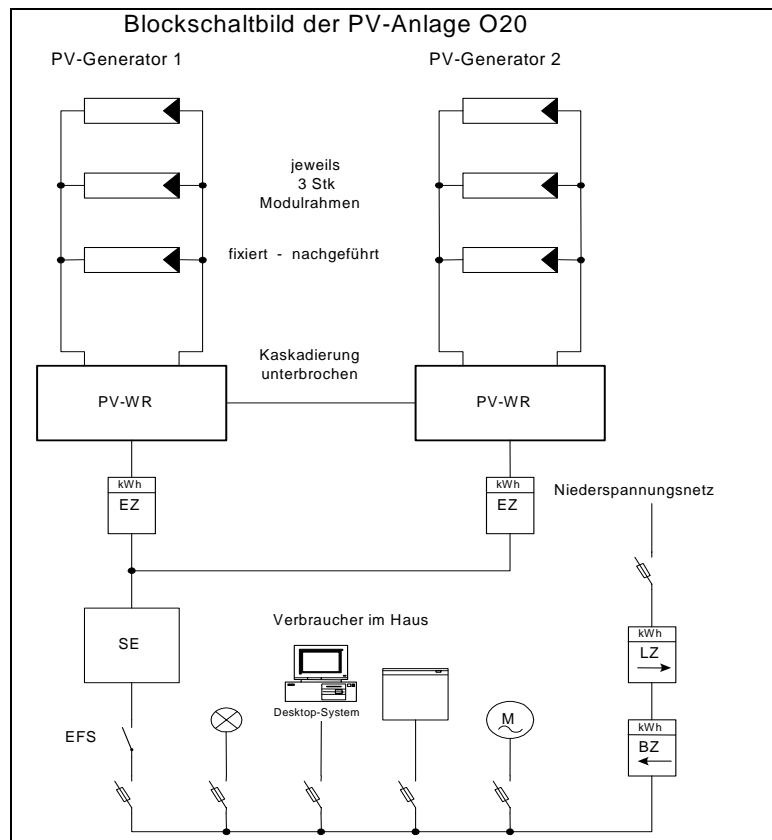 Blockschaltbild der PV-Anlage O20
PV-Generator 1
PV-Generator 2
jeweils
3 Stk
Modulrahmen
fixiert - nachgeführt
Kaskadierung
unterbrochen
PV-WR
PV-WR
kWh
EZ
kWh
EZ
Niederspannungsnetz
SE
Verbraucher im Haus
kWh
LZ
Desktop-System
M
EFS
kWh
BZ